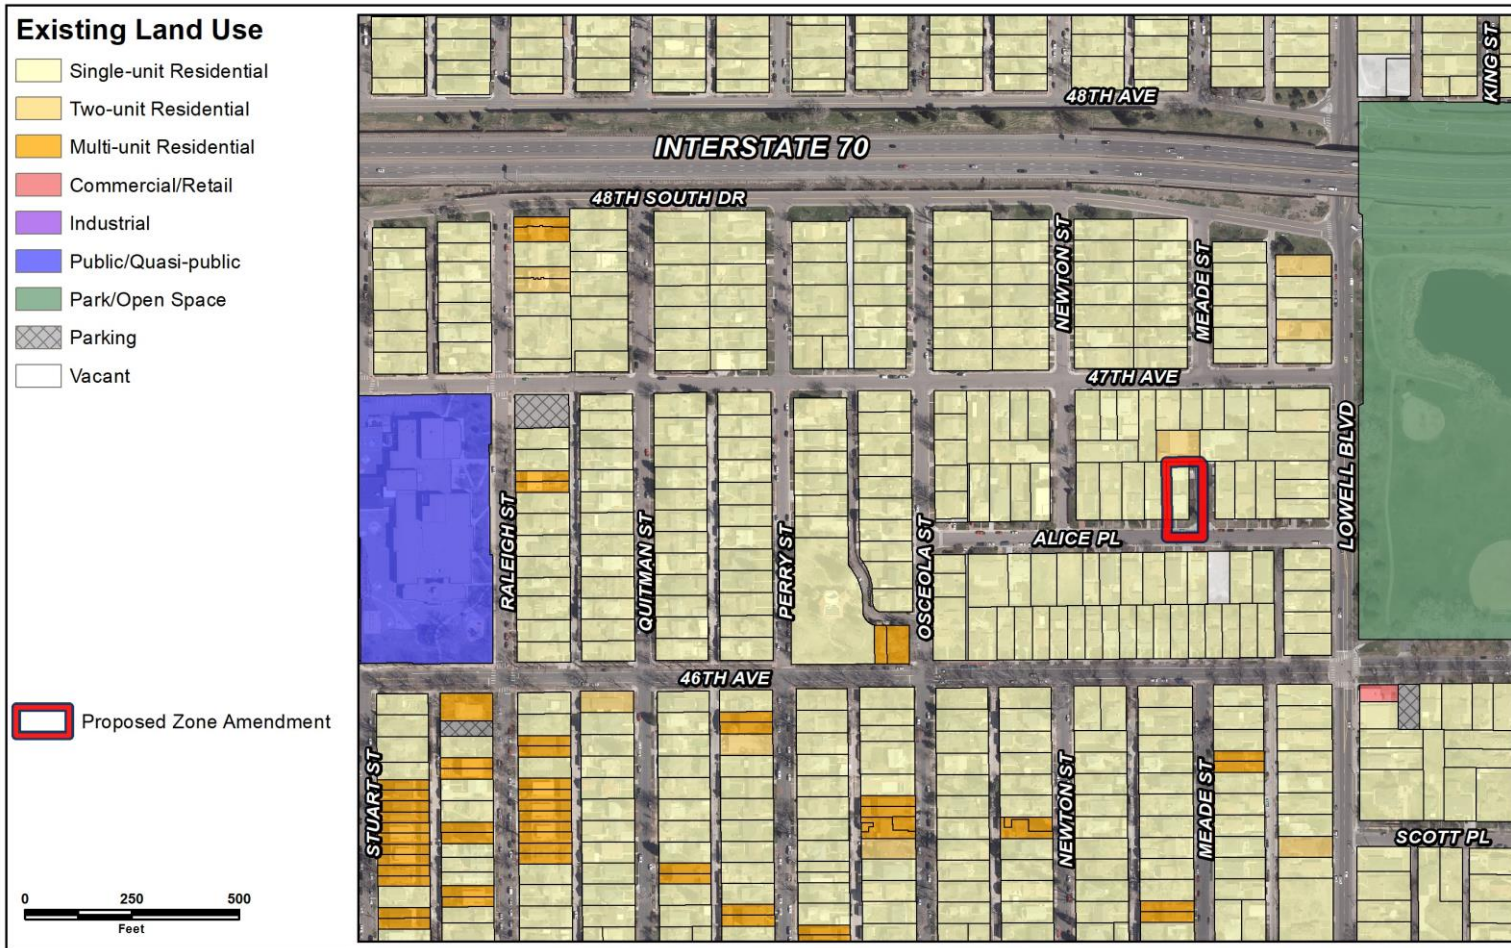 Existing Land Use
Single-unit Residential
Two-unit Residential
Multi-unit Residential
Commercial/Retail
Industrial
Public/Quasi-public
Park/Open Space
Parking
Vacant
Proposed Zone Amendment
0 250 500
Feet
KING ST
48TH AVE
INTERSTATE 70
48TH SOUTH DR
NEWTON ST
MEADE ST
47TH AVE
LOWELL BLVD
RALEIGH ST
QUITMAN ST
PERRY ST
OSCEOLA ST
ALICE PL
46TH AVE
STUART ST
NEWTON ST
MEADE ST
SCOTT PL